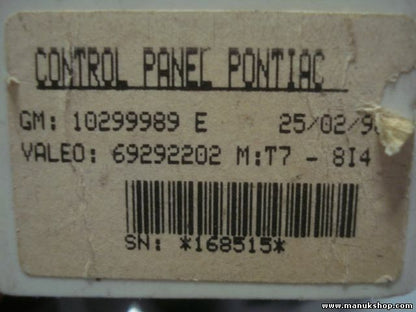 CONTROL PANEL PONTIAC
GM: 10299989 E 25/02/9
VALEO: 69292202 M:T7 - 8I4
SN: *168515*
www.manukshop.com